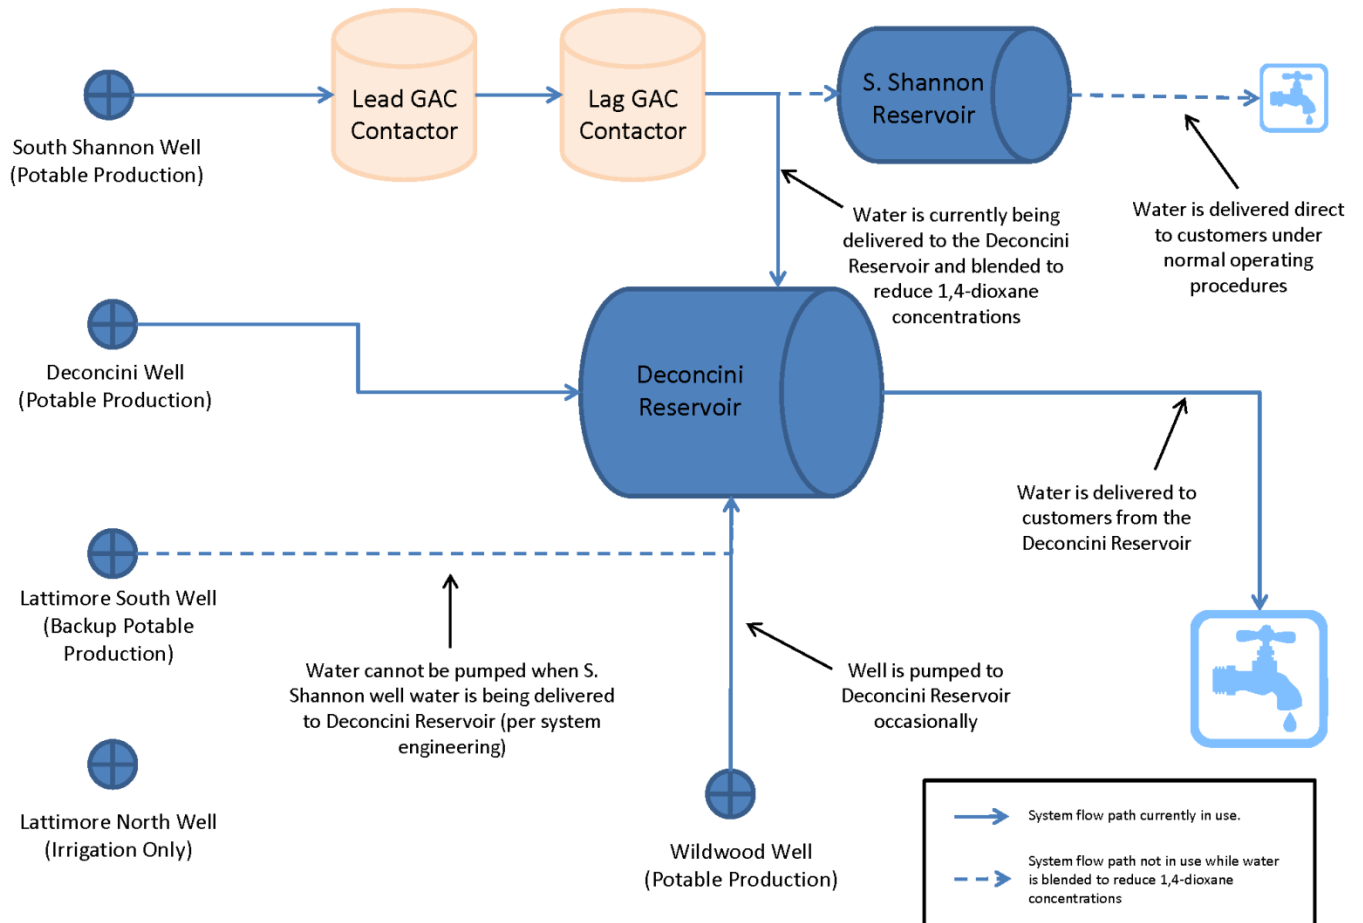 Lead GAC
Contactor
Lag GAC
Contactor
S. Shannon
Reservoir
South Shannon Well
(Potable Production)
Water is currently being
delivered to the Deconcini
Reservoir and blended to
reduce 1,4-dioxane
concentrations
Water is delivered direct
to customers under
normal operating
procedures
Deconcini Well
(Potable Production)
Deconcini
Reservoir
Water is delivered to
customers from the
Deconcini Reservoir
Lattimore South Well
(Backup Potable
Production)
Water cannot be pumped when S.
Shannon well water is being delivered
to Deconcini Reservoir (per system
engineering)
Well is pumped to
Deconcini Reservoir
occasionally
Lattimore North Well
(Irrigation Only)
Wildwood Well
(Potable Production)
System flow path currently in use.
System flow path not in use while water
is blended to reduce 1,4-dioxane
concentrations